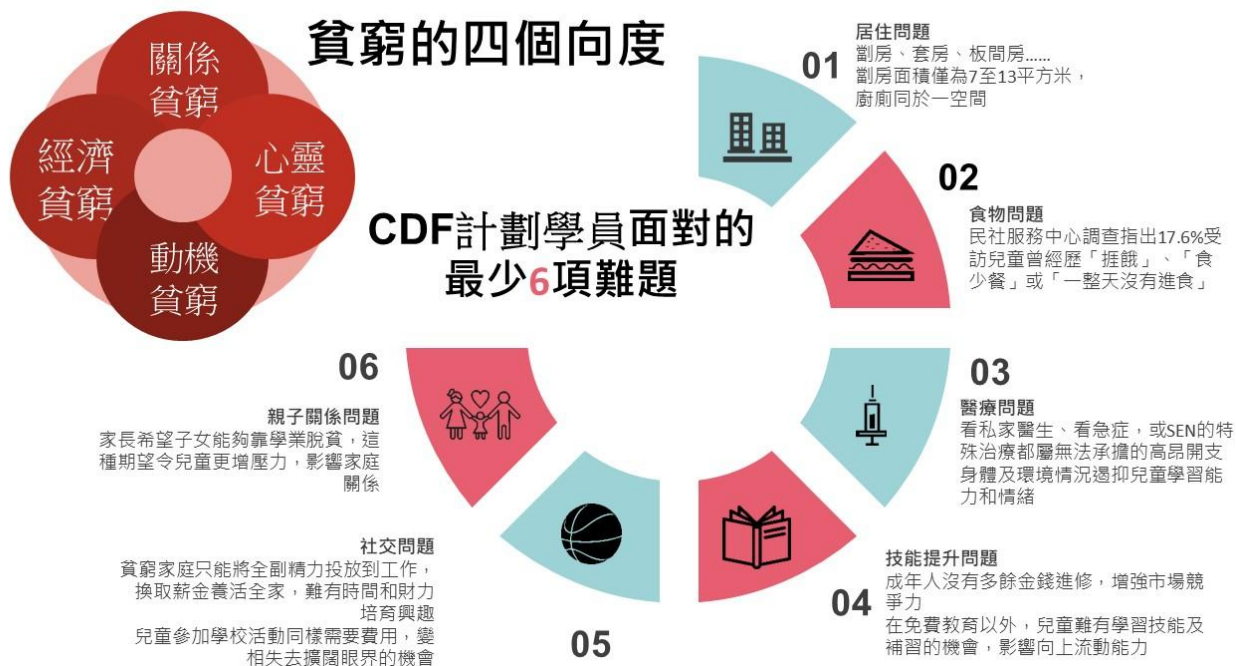 貧窮的四個向度
關係
貧窮
經濟
貧窮
心靈
貧窮
動機
貧窮
CDF計劃學員面對的
最少6項難題
01
居住問題
劏房、套房、板間房......
劏房面積僅為7至13平方米，
廚廁同於一空間
02
食物問題
民社服務中心調查指出17.6%受
訪兒童曾經歷「捱餓」、「食
少餐」或「一整天沒有進食」
03
醫療問題
看私家醫生、看急症，或SEN的特
殊治療都屬無法承擔的高昂開支
身體及環境情況遏抑兒童學習能
力和情緒
04
技能提升問題
成年人沒有多餘金錢進修，增強市場競
爭力
在免費教育以外，兒童難有學習技能及
補習的機會，影響向上流動能力
05
社交問題
貧窮家庭只能將全副精力投放到工作，
換取薪金養活全家，難有時間和財力
培育興趣
兒童參加學校活動同樣需要費用，變
相失去擴闊眼界的機會
06
親子關係問題
家長希望子女能夠靠學業脫貧，這
種期望令兒童更增壓力，影響家庭
關係